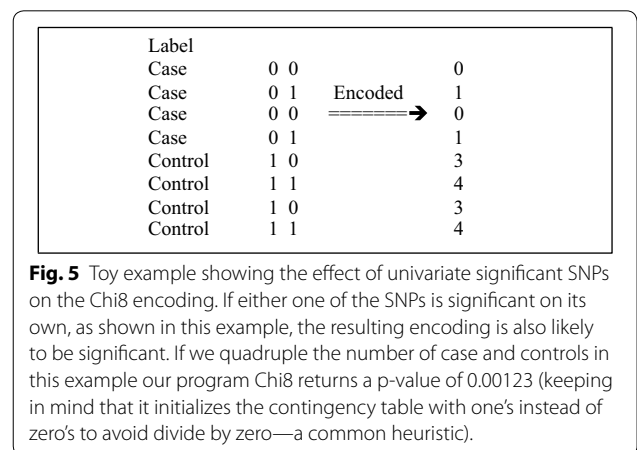 Label
Case 0 0 0
Case 0 1 Encoded 1
Case 0 0 =======➔ 0
Case 0 1 1
Control 1 0 3
Control 1 1 4
Control 1 0 3
Control 1 1 4
Fig. 5 Toy example showing the effect of univariate significant SNPs
on the Chi8 encoding. If either one of the SNPs is significant on its
own, as shown in this example, the resulting encoding is also likely
to be significant. If we quadruple the number of case and controls in
this example our program Chi8 returns a p-value of 0.00123 (keeping
in mind that it initializes the contingency table with one's instead of
zero's to avoid divide by zero—a common heuristic).